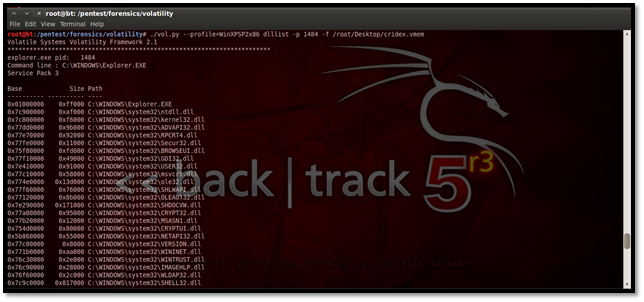 root@bt: /pentest/forensics/volatility
File Edit View Terminal Help
root@bt:/pentest/forensics/volatility# ./vol.py --profile=WinXPSP2x86 dlllist -p 1484 -f /root/Desktop/cridex.vmem
Volatile Systems Volatility Framework 2.1
************************************************************************
explorer.exe pid: 1484
Command line : C:\WINDOWS\Explorer.EXE
Service Pack 3
Base Size Path
---------- ---------- ----
0x01000000 0xff000 C:\WINDOWS\Explorer.EXE
0x7c900000 0xaf000 C:\WINDOWS\system32\ntdll.dll
0x7c800000 0xf6000 C:\WINDOWS\system32\kernel32.dll
0x77dd0000 0x9b000 C:\WINDOWS\system32\ADVAPI32.dll
0x77e70000 0x92000 C:\WINDOWS\system32\RPCRT4.dll
0x77fe0000 0x11000 C:\WINDOWS\system32\Secur32.dll
0x75f80000 0xfd000 C:\WINDOWS\system32\BROWSEUI.dll
0x77f10000 0x49000 C:\WINDOWS\system32\GDI32.dll
0x7e410000 0x91000 C:\WINDOWS\system32\USER32.dll
0x77c10000 0x58000 C:\WINDOWS\system32\msvcrt.dll
0x774e0000 0x13d000 C:\WINDOWS\system32\ole32.dll
0x77f60000 0x76000 C:\WINDOWS\system32\SHLWAPI.dll
0x77120000 0x8b000 C:\WINDOWS\system32\OLEAUT32.dll
0x7e290000 0x171000 C:\WINDOWS\system32\SHDOCVW.dll
0x77a80000 0x95000 C:\WINDOWS\system32\CRYPT32.dll
0x77b20000 0x12000 C:\WINDOWS\system32\MSASN1.dll
0x754d0000 0x80000 C:\WINDOWS\system32\CRYPTUI.dll
0x5b860000 0x55000 C:\WINDOWS\system32\NETAPI32.dll
0x77c00000 0x8000 C:\WINDOWS\system32\VERSION.dll
0x771b0000 0xaa000 C:\WINDOWS\system32\WININET.dll
0x76c30000 0x2e000 C:\WINDOWS\system32\WINTRUST.dll
0x76c90000 0x28000 C:\WINDOWS\system32\IMAGEHLP.dll
0x76f60000 0x2c000 C:\WINDOWS\system32\WLDAP32.dll
0x7c9c0000 0x817000 C:\WINDOWS\system32\SHELL32.dll
<< back | track 5 r3